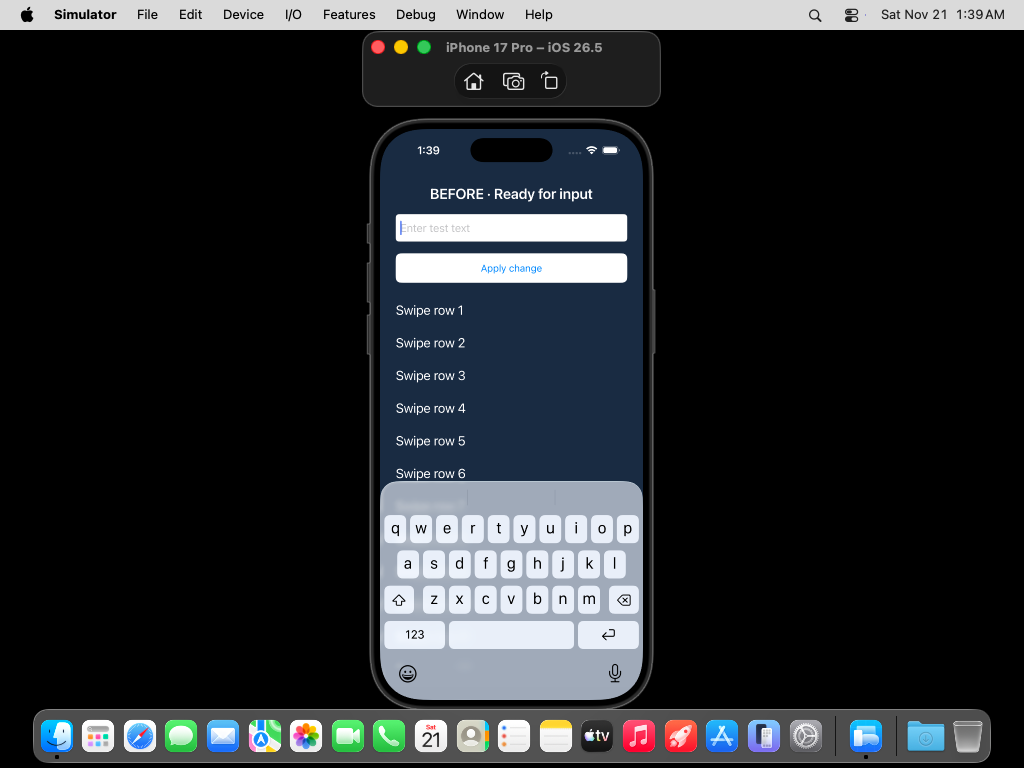 Simulator File Edit Device I/O Features Debug Window Help Sat Nov 21 1:39 AM
iPhone 17 Pro – iOS 26.5
1:39
BEFORE · Ready for input
Enter test text
Apply change
Swipe row 1
Swipe row 2
Swipe row 3
Swipe row 4
Swipe row 5
Swipe row 6
q w e r t y u i o p
a s d f g h j k l
z x c v b n m
123
Sat
21
tv